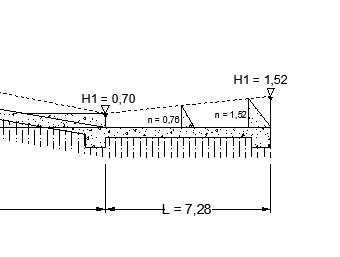 H1 = 1,52
H1 = 0,70
n = 0,76
n = 1,52
L = 7,28